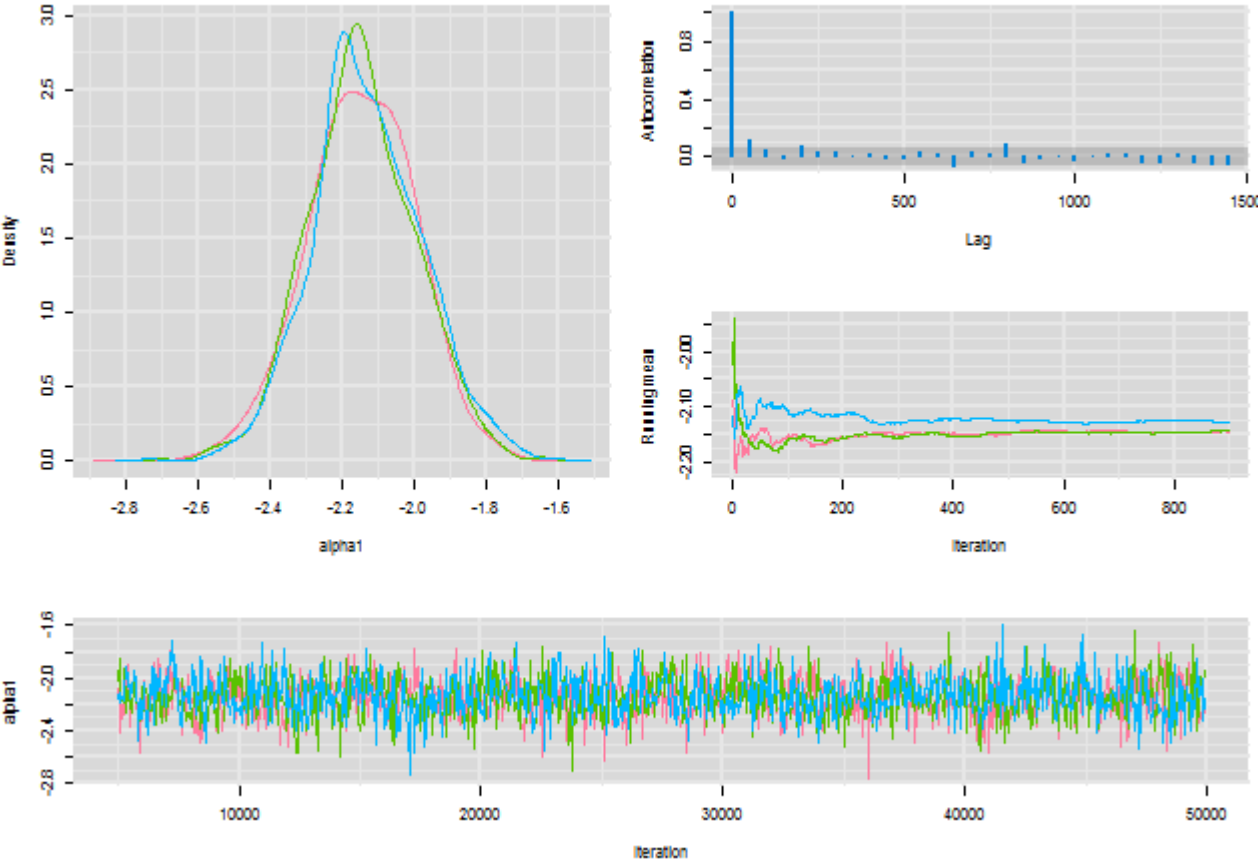 Density
0.0 0.5 1.0 1.5 2.0 2.5 3.0
-2.8 -2.6 -2.4 -2.2 -2.0 -1.8 -1.6
alpha1
Autocorrelation
0.0 0.4 0.8
0 500 1000 1500
Lag
Running mean
-2.20 -2.10 -2.00
0 200 400 600 800
Iteration
alpha1
-2.8 -2.4 -2.0 -1.6
10000 20000 30000 40000 50000
Iteration